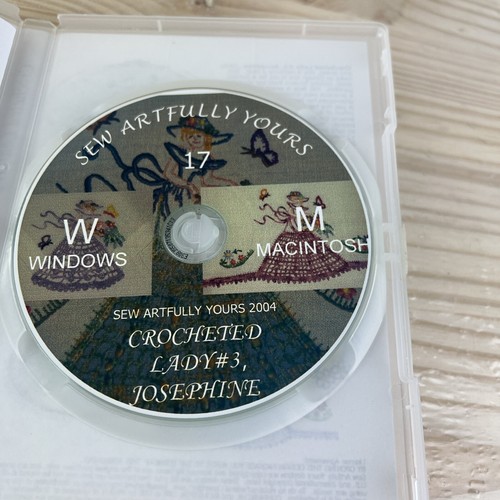 SEW ARTFULLY YOURS
17
W
WINDOWS
M
MACINTOSH
SEW ARTFULLY YOURS 2004
CROCHETED
LADY#3,
JOSEPHINE